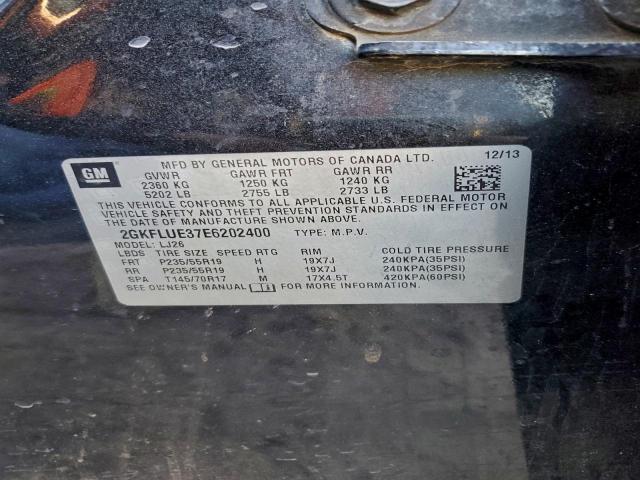 GM
MFD BY GENERAL MOTORS OF CANADA LTD. 12/13
GVWR GAWR FRT GAWR RR
2360 KG 1250 KG 1240 KG
5202 LB 2755 LB 2733 LB
THIS VEHICLE CONFORMS TO ALL APPLICABLE U.S. FEDERAL MOTOR
VEHICLE SAFETY AND THEFT PREVENTION STANDARDS IN EFFECT ON
THE DATE OF MANUFACTURE SHOWN ABOVE.
2GKFLUE37E6202400 TYPE: M.P.V.
MODEL: LJ26
LBDS TIRE SIZE SPEED RTG RIM COLD TIRE PRESSURE
FRT P235/55R19 H 19X7J 240KPA(35PSI)
RR P235/55R19 H 19X7J 240KPA(35PSI)
SPA T145/70R17 M 17X4.5T 420KPA(60PSI)
SEE OWNER'S MANUAL FOR MORE INFORMATION.